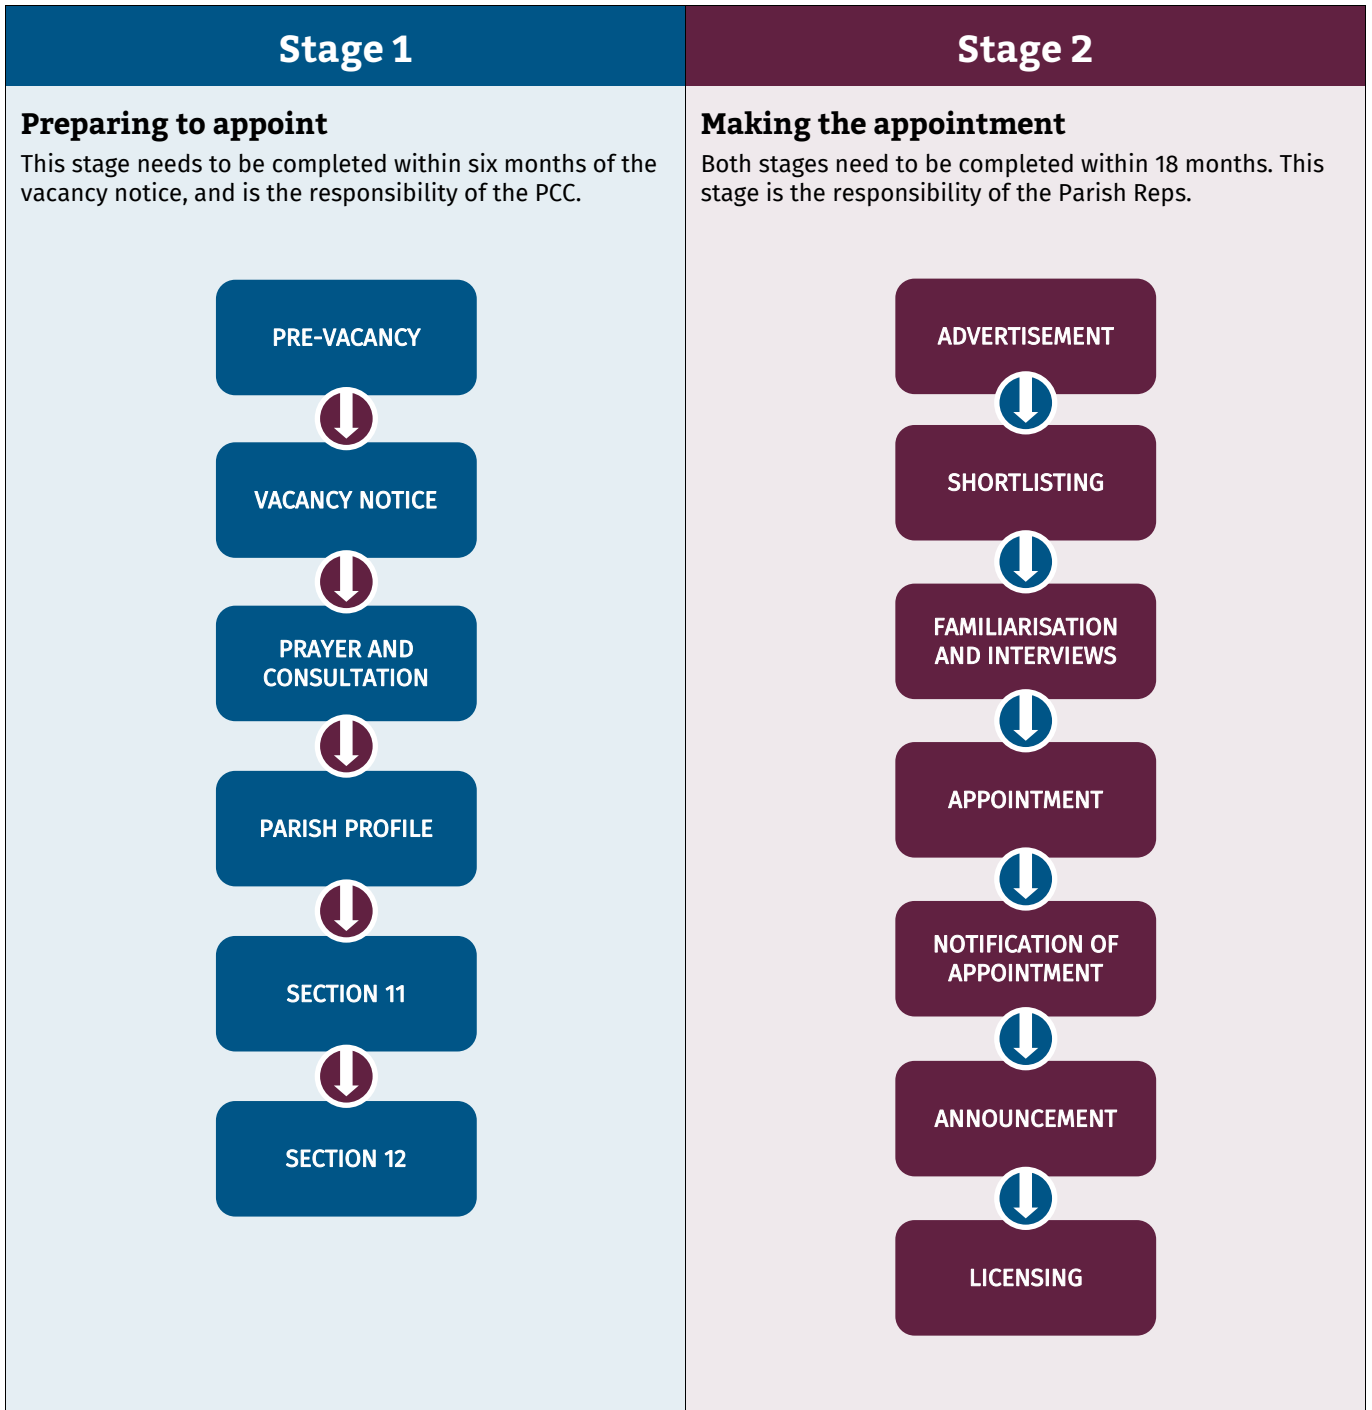 Stage 1
Preparing to appoint
This stage needs to be completed within six months of the
vacancy notice, and is the responsibility of the PCC.
PRE-VACANCY
VACANCY NOTICE
PRAYER AND
CONSULTATION
PARISH PROFILE
SECTION 11
SECTION 12
Stage 2
Making the appointment
Both stages need to be completed within 18 months. This
stage is the responsibility of the Parish Reps.
ADVERTISEMENT
SHORTLISTING
FAMILIARISATION
AND INTERVIEWS
APPOINTMENT
NOTIFICATION OF
APPOINTMENT
ANNOUNCEMENT
LICENSING